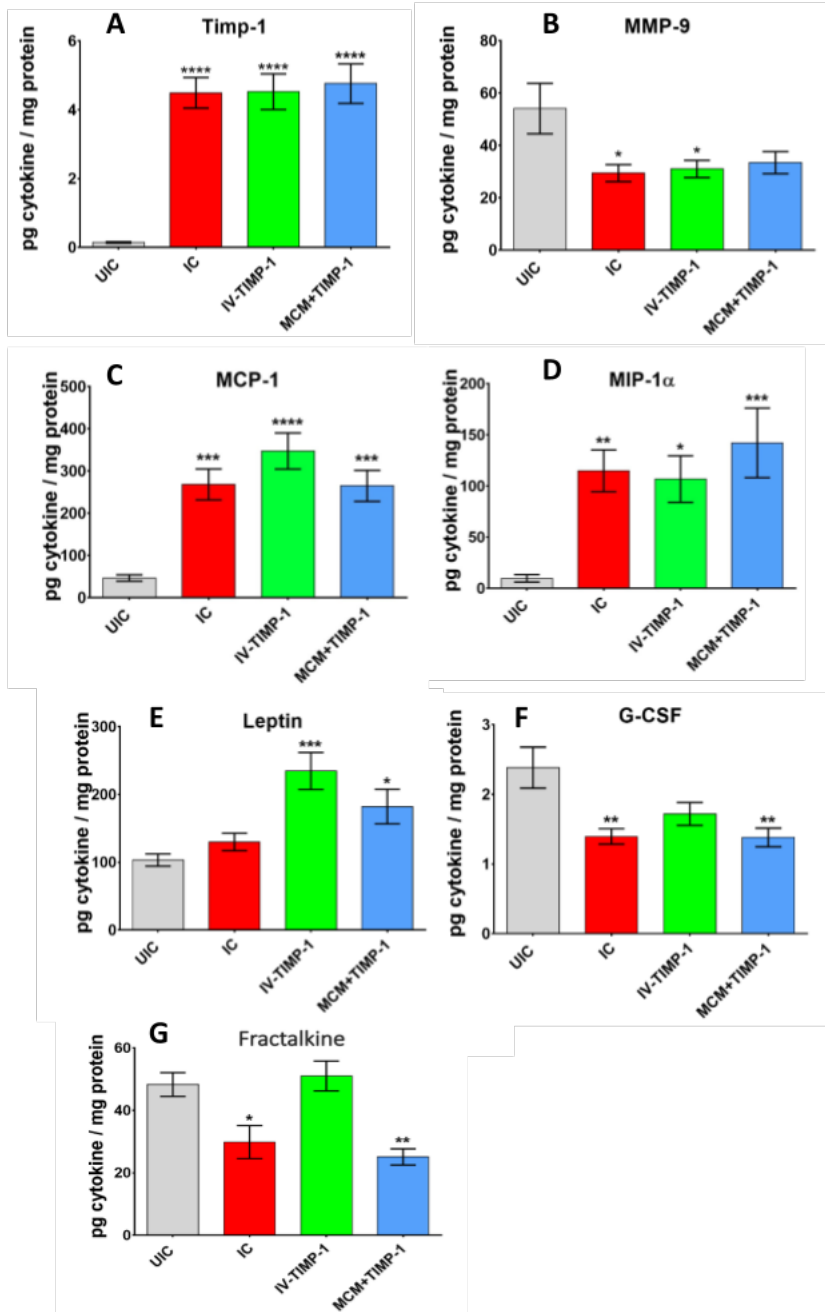 A
Timp-1
pg cytokine / mg protein
6
4
2
0
****
****
****
UIC
IC
IV-TIMP-1
MCM+TIMP-1
B
MMP-9
pg cytokine / mg protein
80
60
40
20
0
*
*
UIC
IC
IV-TIMP-1
MCM+TIMP-1
C
MCP-1
pg cytokine / mg protein
500
400
300
200
100
0
***
****
***
UIC
IC
IV-TIMP-1
MCM+TIMP-1
D
MIP-1α
pg cytokine / mg protein
200
150
100
50
0
**
*
***
UIC
IC
IV-TIMP-1
MCM+TIMP-1
E
Leptin
pg cytokine / mg protein
300
200
100
0
***
*
UIC
IC
IV-TIMP-1
MCM+TIMP-1
F
G-CSF
pg cytokine / mg protein
3
2
1
0
**
**
UIC
IC
IV-TIMP-1
MCM+TIMP-1
G
Fractalkine
pg cytokine / mg protein
60
40
20
0
*
**
UIC
IC
IV-TIMP-1
MCM+TIMP-1